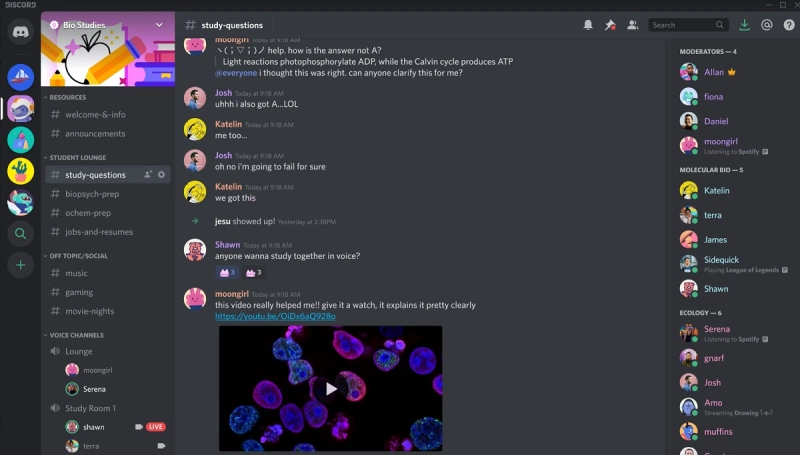 DISCORD
Bio Studies
RESOURCES
# welcome-&-info
# announcements
STUDENT LOUNGE
# study-questions
# biopsych-prep
# ochem-prep
# jobs-and-resumes
OFF TOPIC/SOCIAL
# music
# gaming
# movie-nights
VOICE CHANNELS
Lounge
moongirl
Serena
Study Room 1
shawn LIVE
terra
# study-questions
Search
moongirl Today at 9:18 AM
ヽ(；▽；)ノ help. how is the answer not A?
Light reactions photophosphorylate ADP, while the Calvin cycle produces ATP
@everyone i thought this was right. can anyone clarify this for me?
Josh Today at 9:18 AM
uhhh i also got A...LOL
Katelin Today at 9:18 AM
me too...
Josh Today at 9:18 AM
oh no i'm going to fail for sure
Katelin Today at 9:18 AM
we got this
jesu showed up! Yesterday at 2:38PM
Shawn Today at 9:18 AM
anyone wanna study together in voice?
3 3
moongirl Today at 9:18 AM
this video really helped me!! give it a watch, it explains it pretty clearly
https://youtu.be/OiDx6aQ928o
MODERATORS — 4
Allan
fiona
Daniel
moongirl
Listening to Spotify
MOLECULAR BIO — 5
Katelin
terra
James
Sidequick
Playing League of Legends
Shawn
ECOLOGY — 6
Serena
Listening to Spotify
gnarf
Josh
Amo
Streaming Drawing
muffins